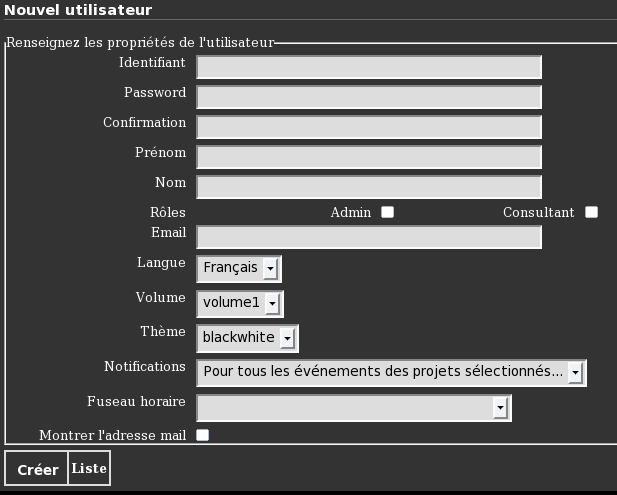 Nouvel utilisateur
Renseignez les propriétés de l'utilisateur
Identifiant
Password
Confirmation
Prénom
Nom
Rôles Admin Consultant
Email
Langue Français
Volume volume1
Thème blackwhite
Notifications Pour tous les événements des projets sélectionnés...
Fuseau horaire
Montrer l'adresse mail
Créer Liste